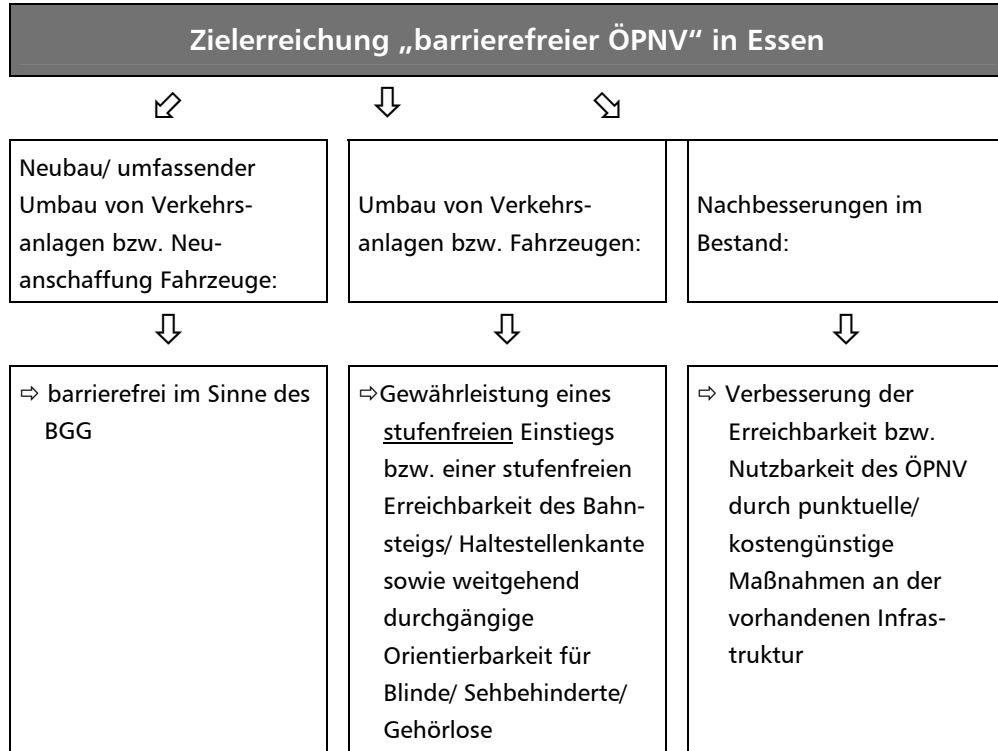 Zielerreichung „barrierefreier ÖPNV“ in Essen
Neubau/ umfassender
Umbau von Verkehrs-
anlagen bzw. Neu-
anschaffung Fahrzeuge:
Umbau von Verkehrs-
anlagen bzw. Fahrzeugen:
Nachbesserungen im
Bestand:
⇨ barrierefrei im Sinne des
BGG
⇨Gewährleistung eines
stufenfreien Einstiegs
bzw. einer stufenfreien
Erreichbarkeit des Bahn-
steigs/ Haltestellenkante
sowie weitgehend
durchgängige
Orientierbarkeit für
Blinde/ Sehbehinderte/
Gehörlose
⇨ Verbesserung der
Erreichbarkeit bzw.
Nutzbarkeit des ÖPNV
durch punktuelle/
kostengünstige
Maßnahmen an der
vorhandenen Infras-
truktur